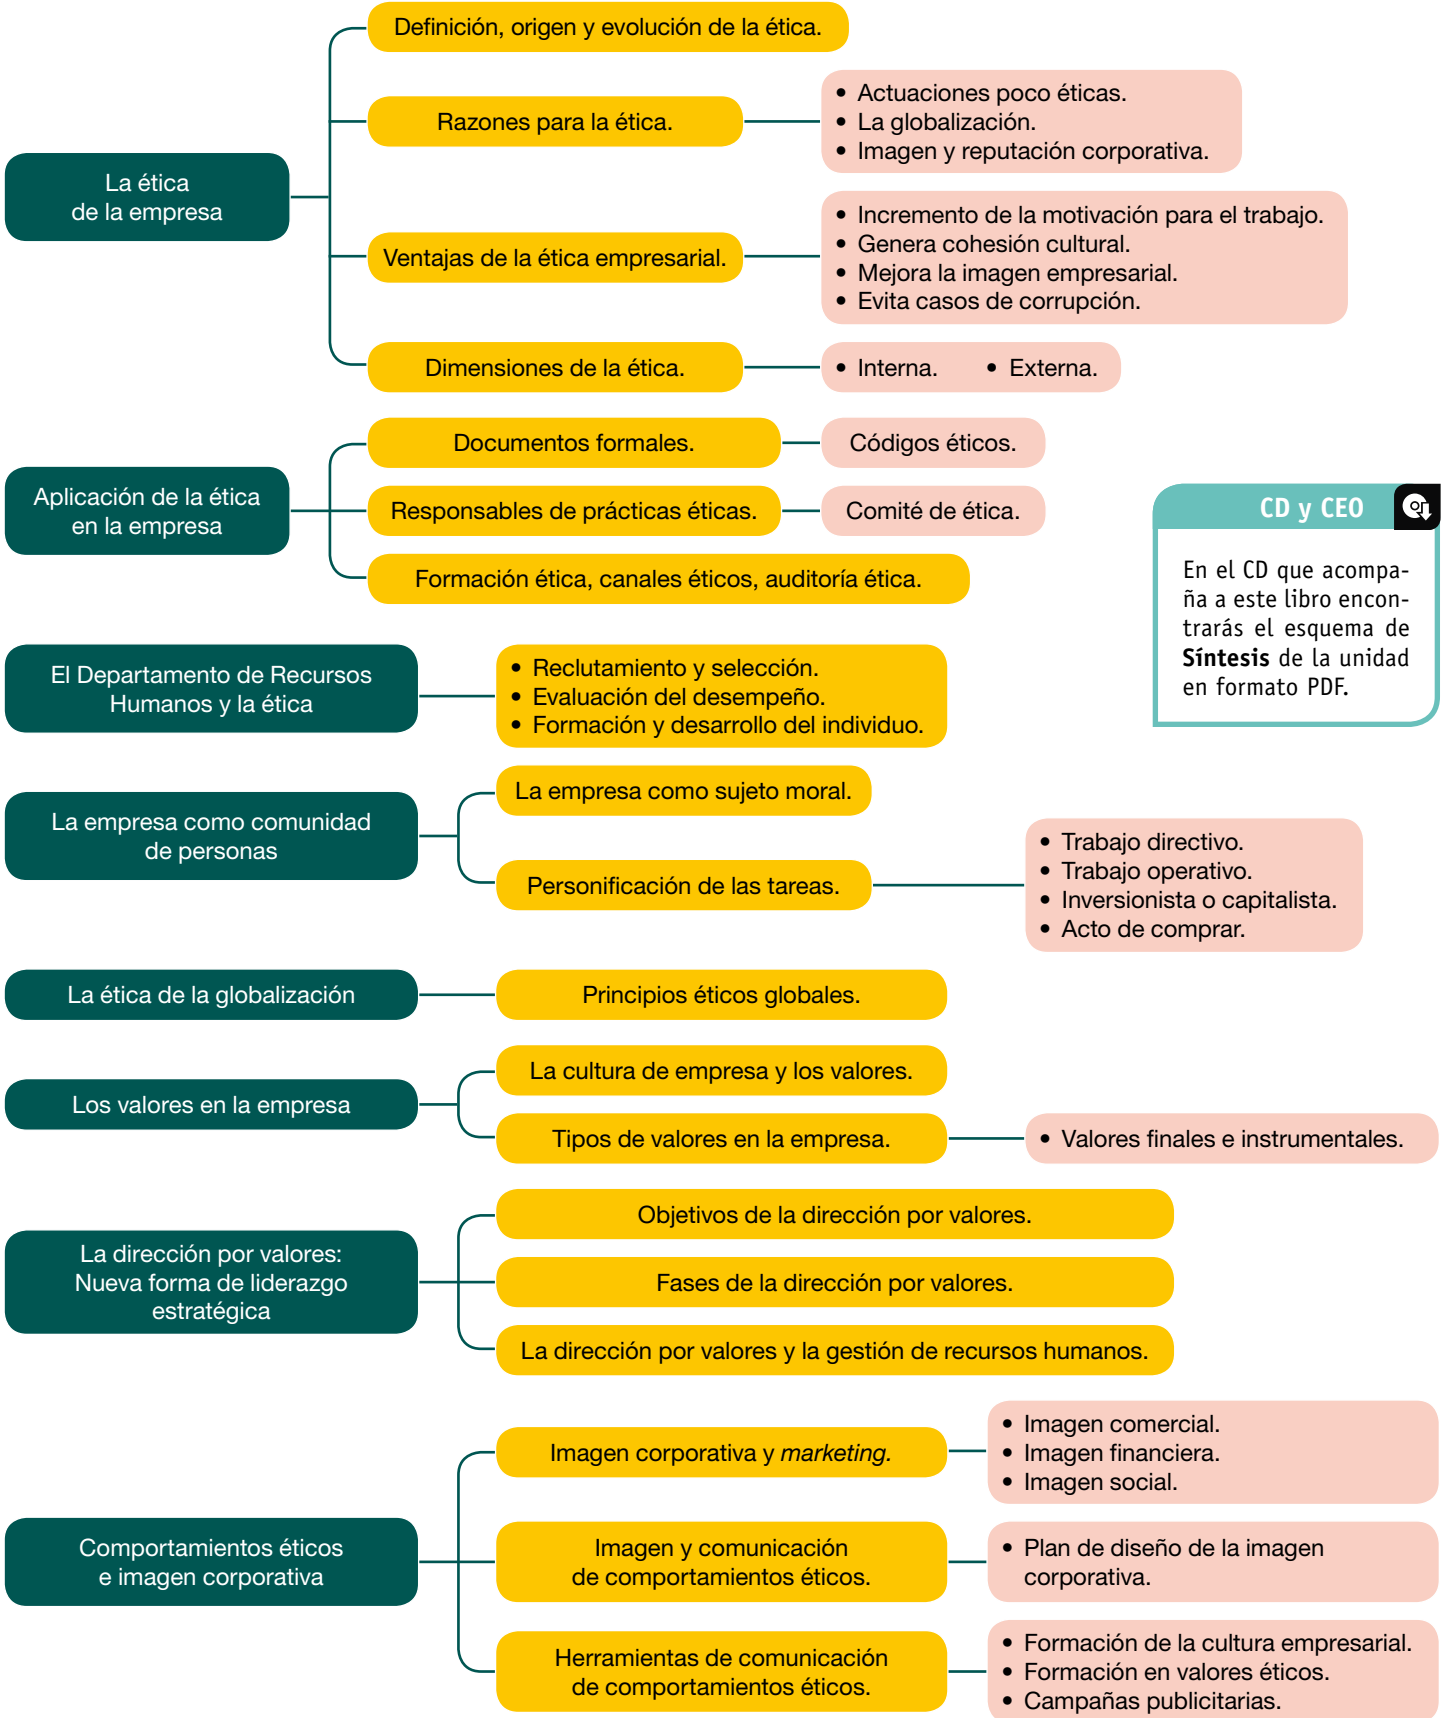 La ética
de la empresa
Definición, origen y evolución de la ética.
Razones para la ética.
• Actuaciones poco éticas.
• La globalización.
• Imagen y reputación corporativa.
Ventajas de la ética empresarial.
• Incremento de la motivación para el trabajo.
• Genera cohesión cultural.
• Mejora la imagen empresarial.
• Evita casos de corrupción.
Dimensiones de la ética.
• Interna. • Externa.
Aplicación de la ética
en la empresa
Documentos formales.
Códigos éticos.
Responsables de prácticas éticas.
Comité de ética.
Formación ética, canales éticos, auditoría ética.
CD y CEO
En el CD que acompa-
ña a este libro encon-
trarás el esquema de
Síntesis de la unidad
en formato PDF.
El Departamento de Recursos
Humanos y la ética
• Reclutamiento y selección.
• Evaluación del desempeño.
• Formación y desarrollo del individuo.
La empresa como comunidad
de personas
La empresa como sujeto moral.
Personificación de las tareas.
• Trabajo directivo.
• Trabajo operativo.
• Inversionista o capitalista.
• Acto de comprar.
La ética de la globalización
Principios éticos globales.
Los valores en la empresa
La cultura de empresa y los valores.
Tipos de valores en la empresa.
• Valores finales e instrumentales.
La dirección por valores:
Nueva forma de liderazgo
estratégica
Objetivos de la dirección por valores.
Fases de la dirección por valores.
La dirección por valores y la gestión de recursos humanos.
Comportamientos éticos
e imagen corporativa
Imagen corporativa y marketing.
• Imagen comercial.
• Imagen financiera.
• Imagen social.
Imagen y comunicación
de comportamientos éticos.
• Plan de diseño de la imagen
corporativa.
Herramientas de comunicación
de comportamientos éticos.
• Formación de la cultura empresarial.
• Formación en valores éticos.
• Campañas publicitarias.